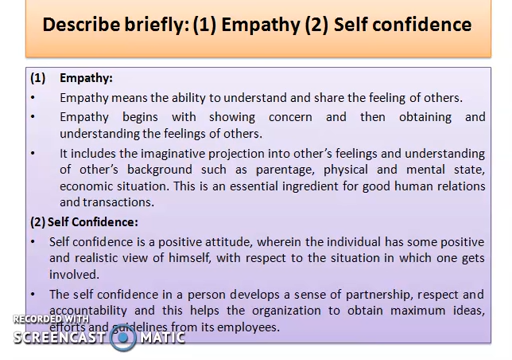 Describe briefly: (1) Empathy (2) Self confidence
(1) Empathy:
• Empathy means the ability to understand and share the feeling of others.
• Empathy begins with showing concern and then obtaining and
understanding the feelings of others.
• It includes the imaginative projection into other's feelings and understanding
of other's background such as parentage, physical and mental state,
economic situation. This is an essential ingredient for good human relations
and transactions.
(2) Self Confidence:
• Self confidence is a positive attitude, wherein the individual has some positive
and realistic view of himself, with respect to the situation in which one gets
involved.
• The self confidence in a person develops a sense of partnership, respect and
accountability and this helps the organization to obtain maximum ideas,
efforts and guidelines from its employees.
RECORDED WITH
SCREENCAST MATIC